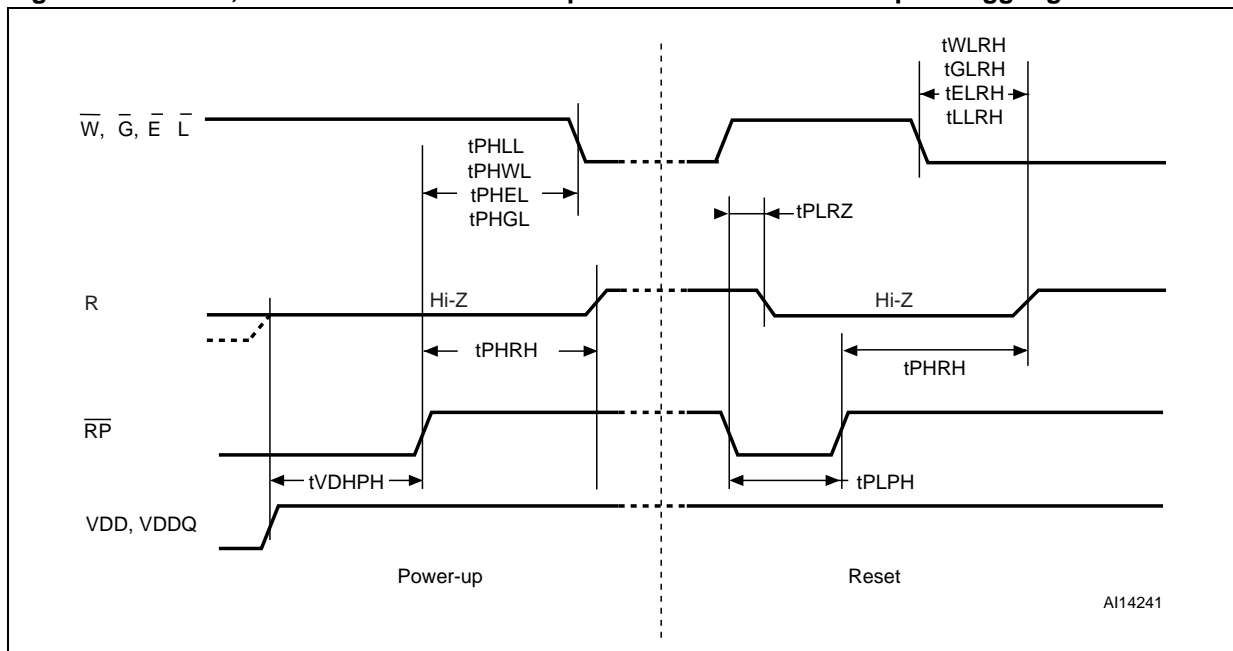 tWLRH
tGLRH
tELRH
tLLRH
W̅, G̅, E̅ L̅
tPHLL
tPHWL
tPHEL
tPHGL
tPLRZ
R
Hi-Z
Hi-Z
tPHRH
tPHRH
R̅P̅
tVDHPH
tPLPH
VDD, VDDQ
Power-up
Reset
AI14241